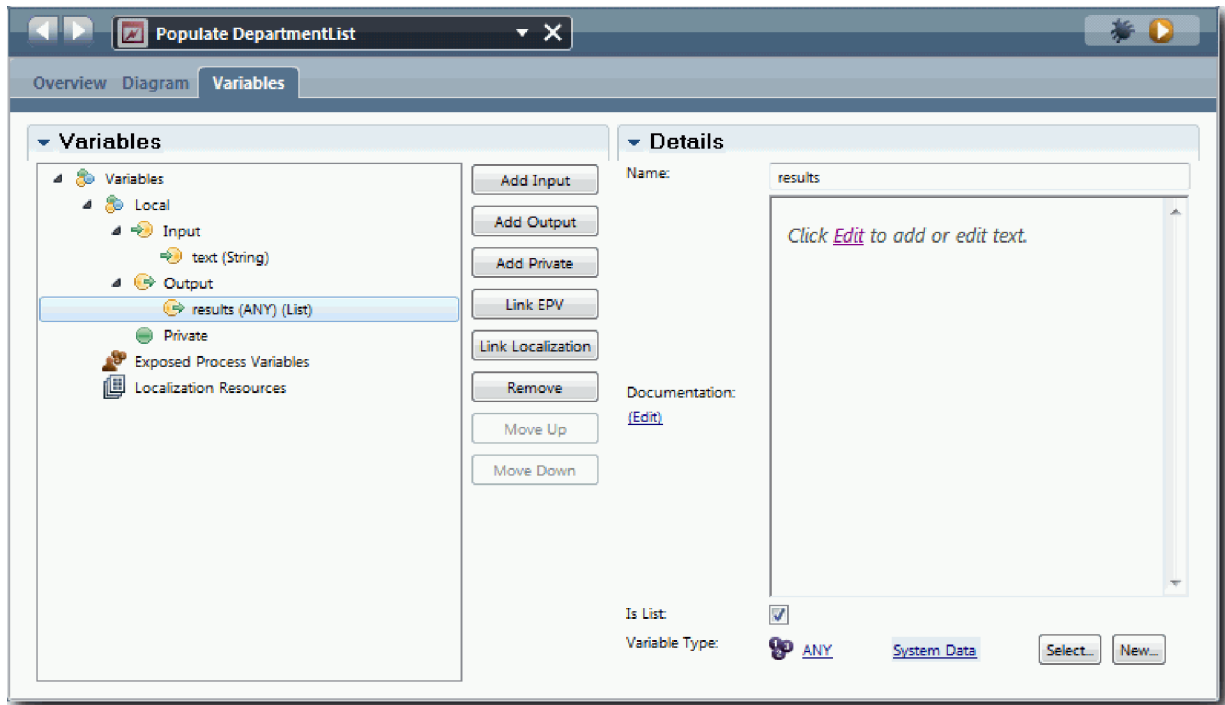 Populate DepartmentList
Overview Diagram Variables
Variables
Variables
Local
Input
text (String)
Output
results (ANY) (List)
Private
Exposed Process Variables
Localization Resources
Add Input
Add Output
Add Private
Link EPV
Link Localization
Remove
Move Up
Move Down
Details
Name: results
Click Edit to add or edit text.
Documentation:
(Edit)
Is List:
Variable Type: ANY System Data Select... New...